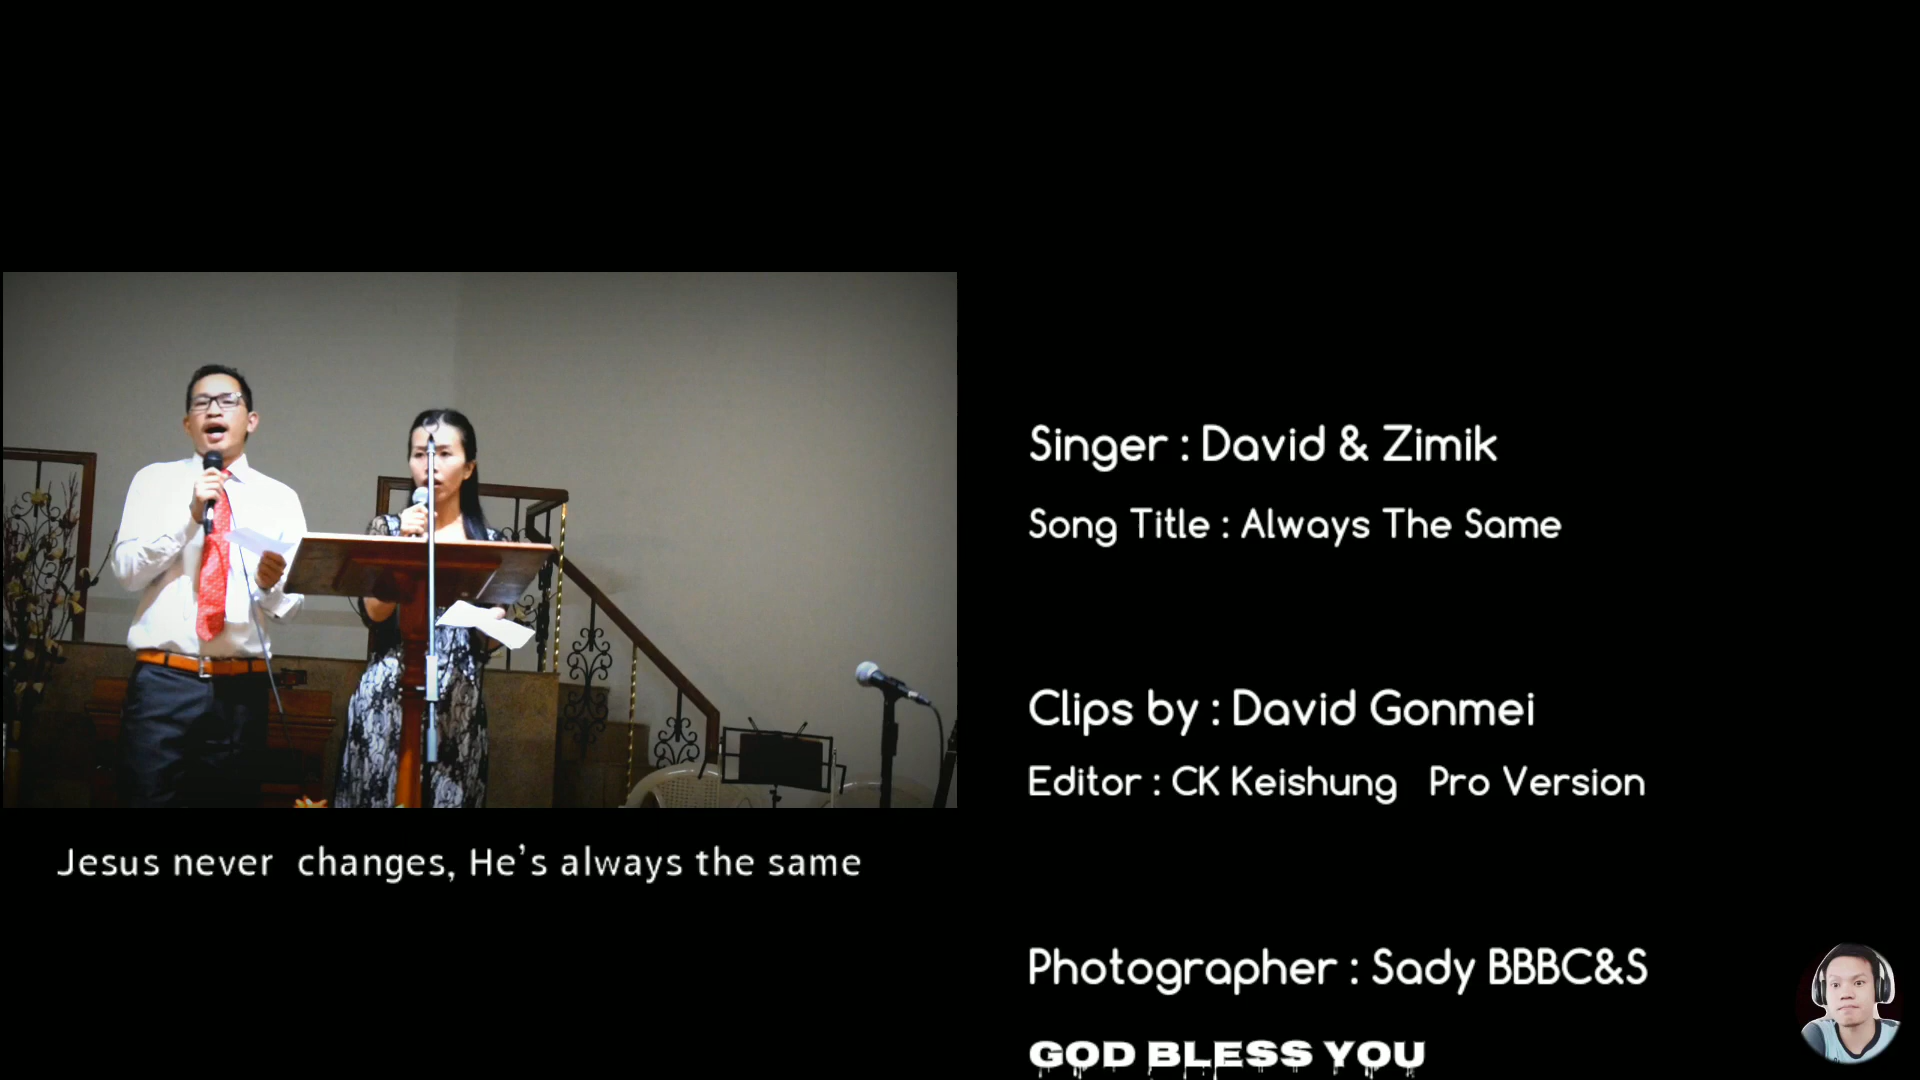 Singer : David & Zimik
Song Title : Always The Same
Clips by : David Gonmei
Editor : CK Keishung Pro Version
Jesus never changes, He's always the same
Photographer : Sady BBBC&S
GOD BLESS YOU